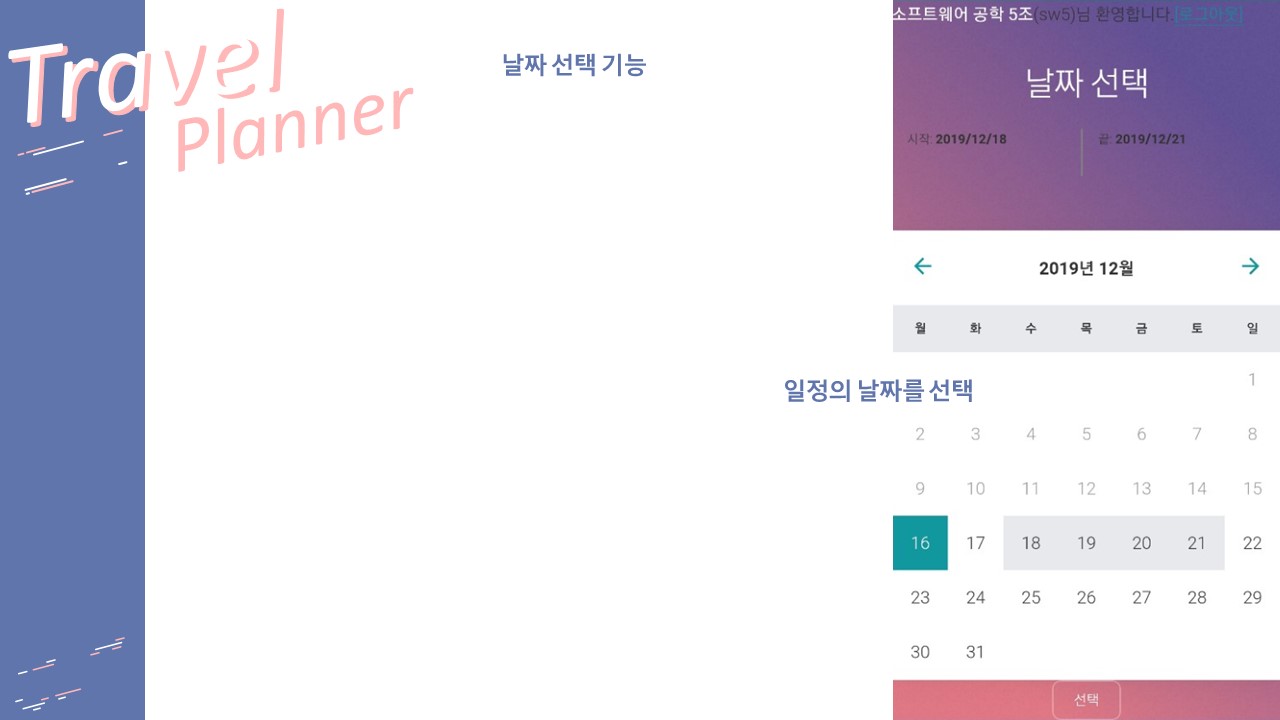 Travel
Planner
날짜 선택 기능
소프트웨어 공학 5조(sw5)님 환영합니다.[로그아웃]
날짜 선택
시작: 2019/12/18
끝: 2019/12/21
2019년 12월
월 화 수 목 금 토 일
일정의 날짜를 선택
1
2 3 4 5 6 7 8
9 10 11 12 13 14 15
16 17 18 19 20 21 22
23 24 25 26 27 28 29
30 31
선택